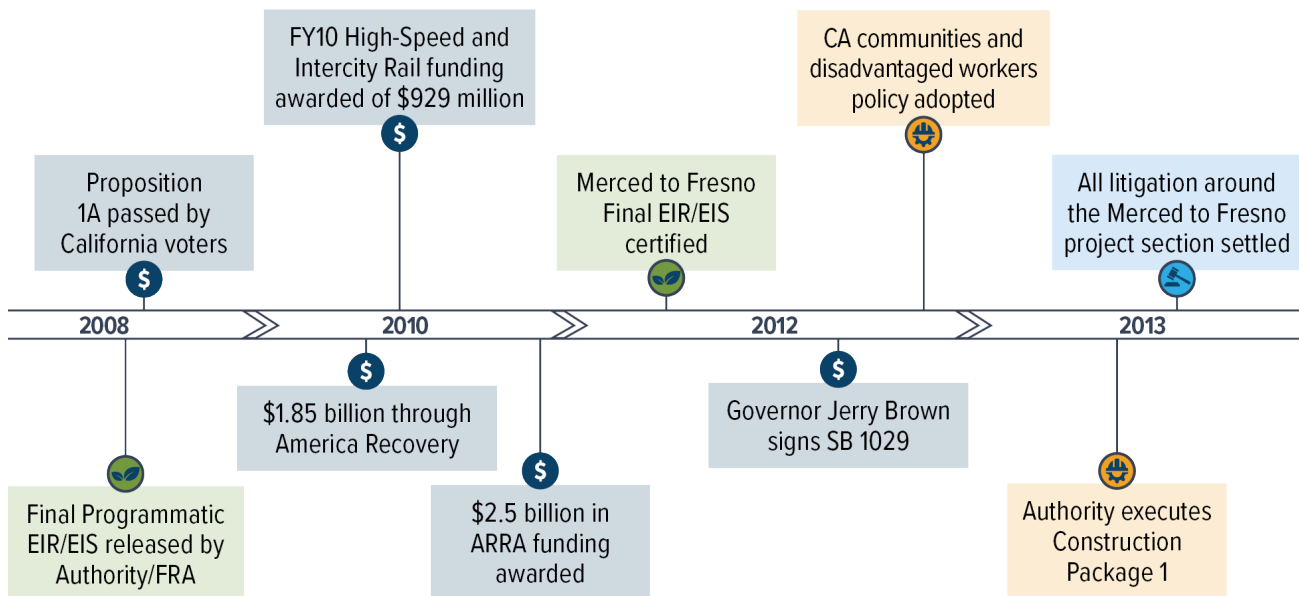 FY10 High-Speed and
Intercity Rail funding
awarded of $929 million
$
CA communities and
disadvantaged workers
policy adopted
Proposition
1A passed by
California voters
$
Merced to Fresno
Final EIR/EIS
certified
All litigation around
the Merced to Fresno
project section settled
2008
2010
2012
2013
$
$1.85 billion through
America Recovery
$
Governor Jerry Brown
signs SB 1029
Final Programmatic
EIR/EIS released by
Authority/FRA
$
$2.5 billion in
ARRA funding
awarded
Authority executes
Construction
Package 1